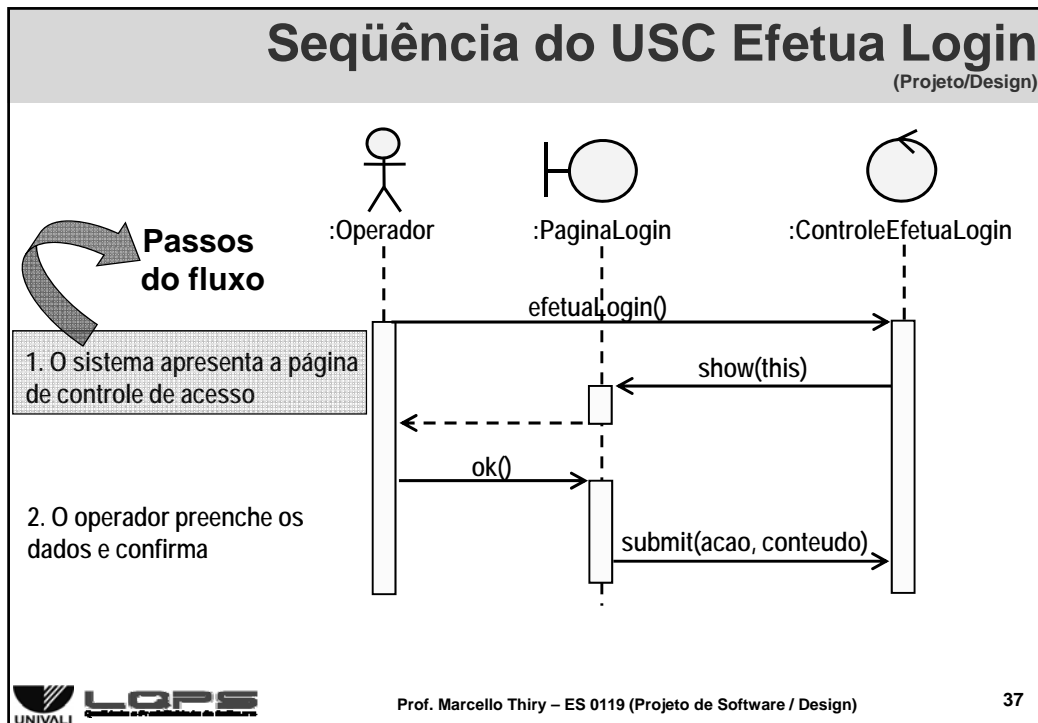 Seqüência do USC Efetua Login
(Projeto/Design)
:Operador
:PaginaLogin
:ControleEfetuaLogin
Passos
do fluxo
efetuaLogin()
1. O sistema apresenta a página
de controle de acesso
show(this)
ok()
2. O operador preenche os
dados e confirma
submit(acao, conteudo)
UNIVALI
LQPS
Prof. Marcello Thiry – ES 0119 (Projeto de Software / Design)
37